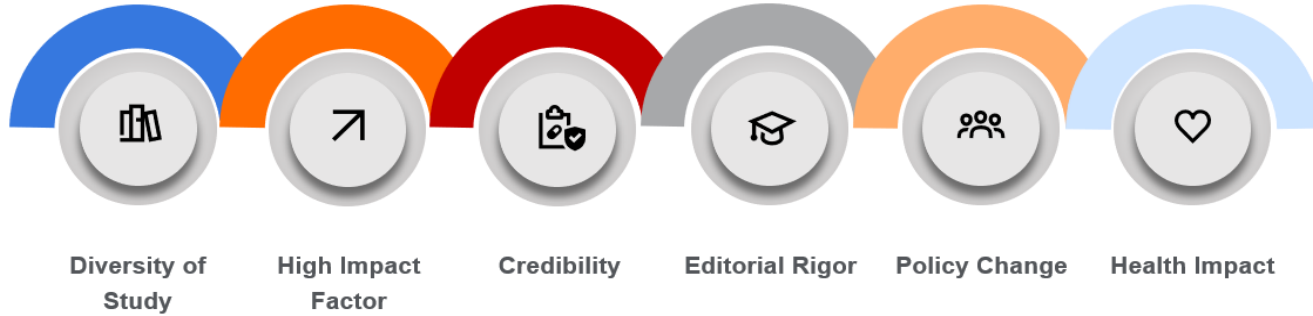 Diversity of
Study
High Impact
Factor
Credibility
Editorial Rigor
Policy Change
Health Impact